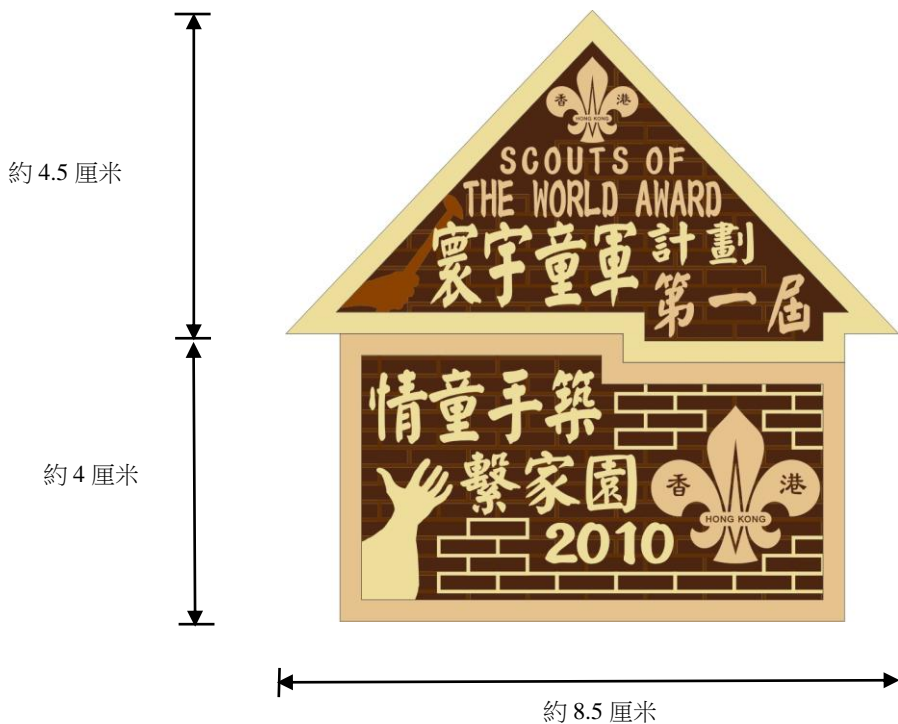 約 4.5 厘米
香 港
HONG KONG
SCOUTS OF
THE WORLD AWARD
寰宇童軍計劃
第一屆
情童手築
約 4 厘米
繫家園
香 港
HONG KONG
2010
約 8.5 厘米